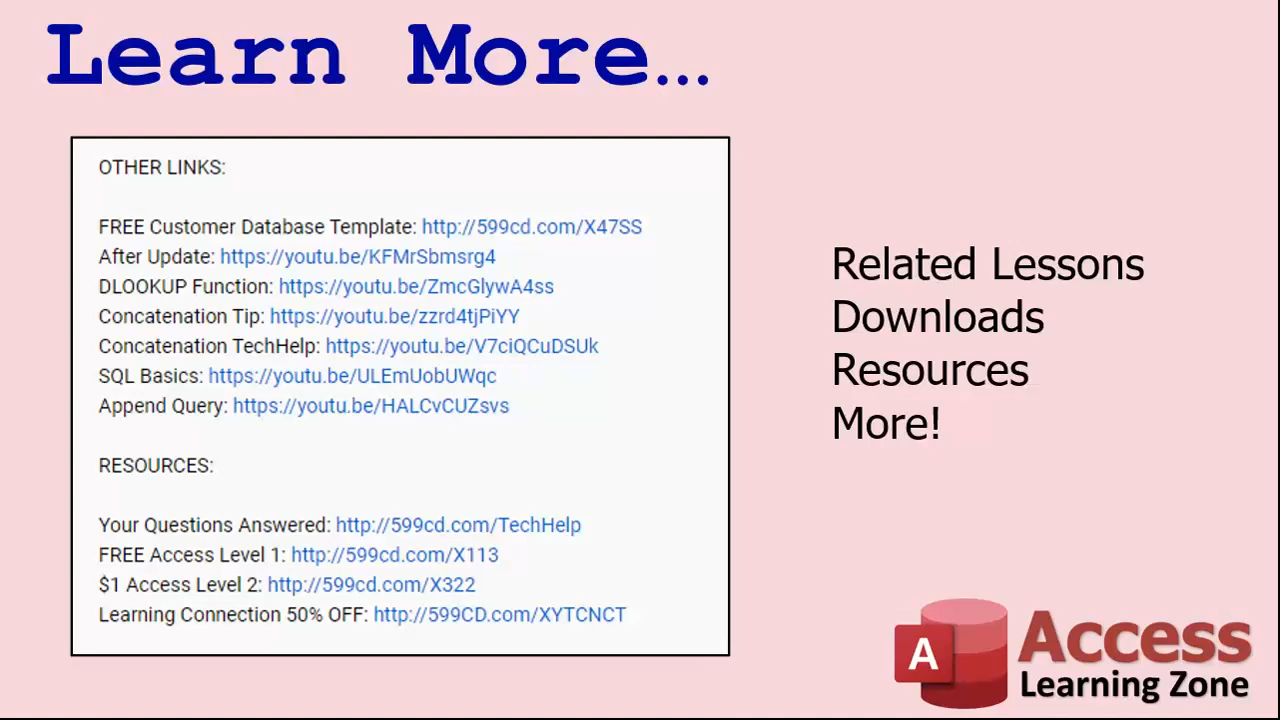 Learn More...
OTHER LINKS:
FREE Customer Database Template: http://599cd.com/X47SS
After Update: https://youtu.be/KFMrSbmsrg4
DLOOKUP Function: https://youtu.be/ZmcGlywA4ss
Concatenation Tip: https://youtu.be/zzrd4tjPiYY
Concatenation TechHelp: https://youtu.be/V7ciQCuDSUk
SQL Basics: https://youtu.be/ULEmUobUWqc
Append Query: https://youtu.be/HALCvCUZsvs
RESOURCES:
Your Questions Answered: http://599cd.com/TechHelp
FREE Access Level 1: http://599cd.com/X113
$1 Access Level 2: http://599cd.com/X322
Learning Connection 50% OFF: http://599CD.com/XYTCNCT
Related Lessons
Downloads
Resources
More!
A
Access
Learning Zone